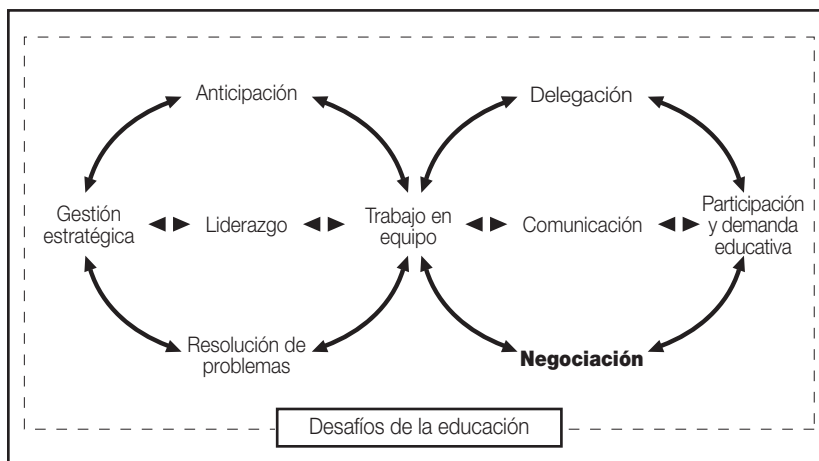 Anticipación
Delegación
Gestión
estratégica
Liderazgo
Trabajo en
equipo
Comunicación
Participación
y demanda
educativa
Resolución de
problemas
Negociación
Desafíos de la educación